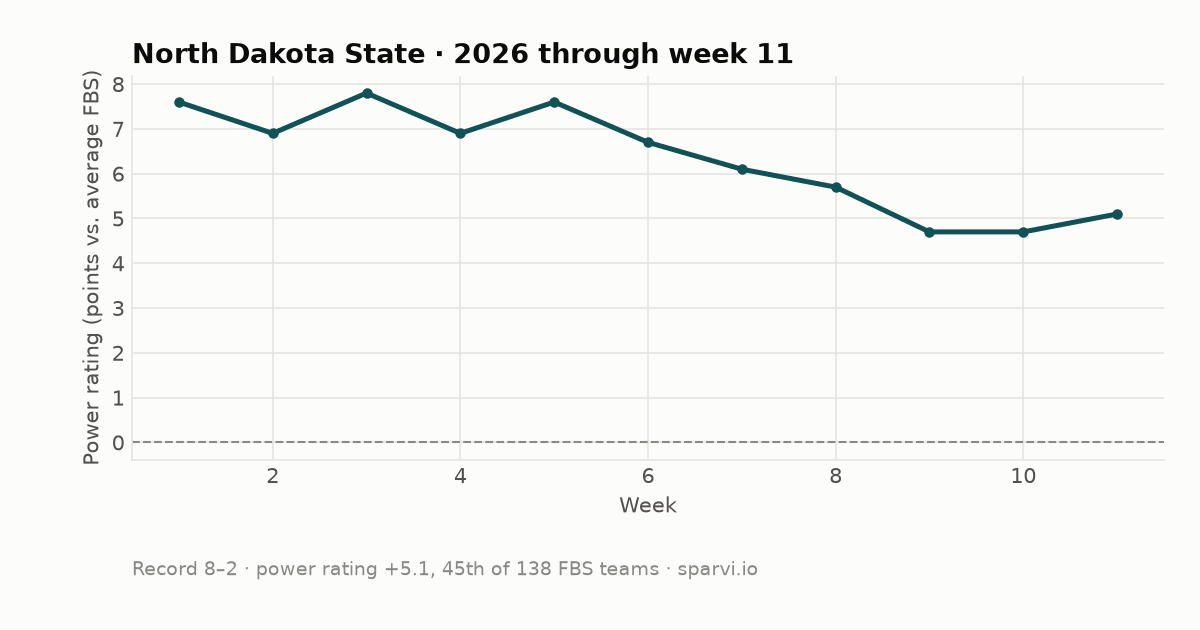 North Dakota State · 2026 through week 11
Power rating (points vs. average FBS)
8
7
6
5
4
3
2
1
0
2 4 6 8 10
Week
Record 8–2 · power rating +5.1, 45th of 138 FBS teams · sparvi.io